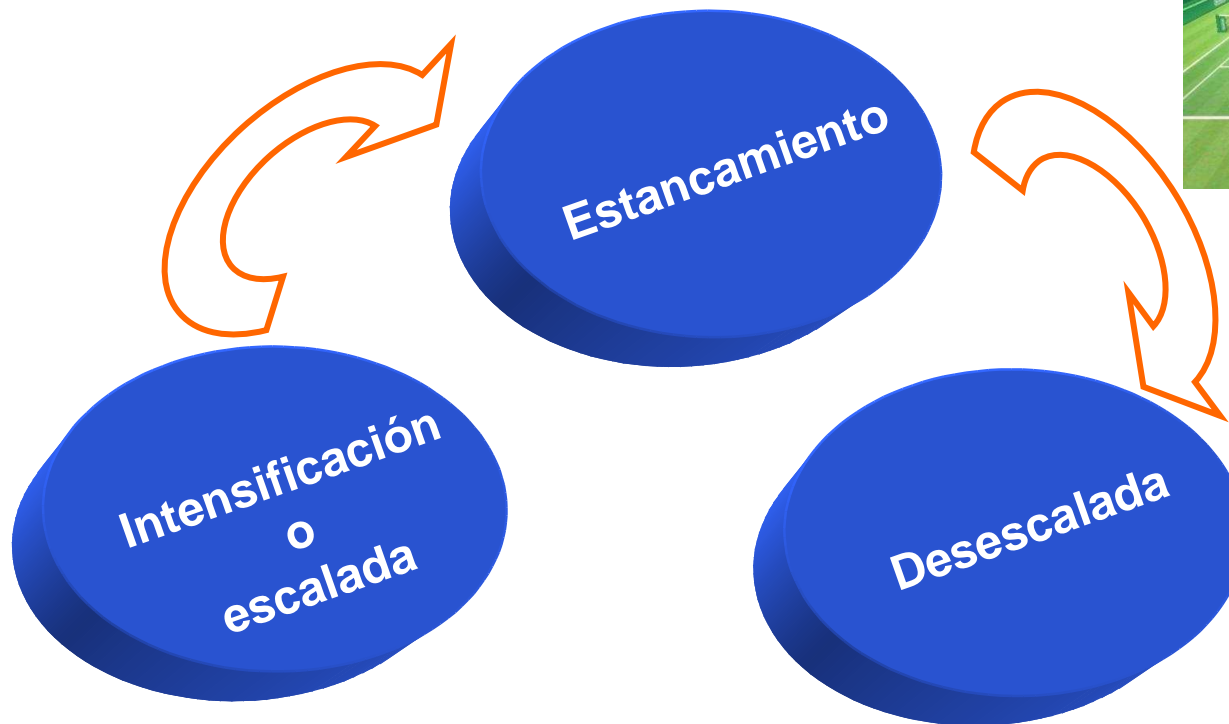 Estancamiento
Intensificación
o
escalada
Desescalada